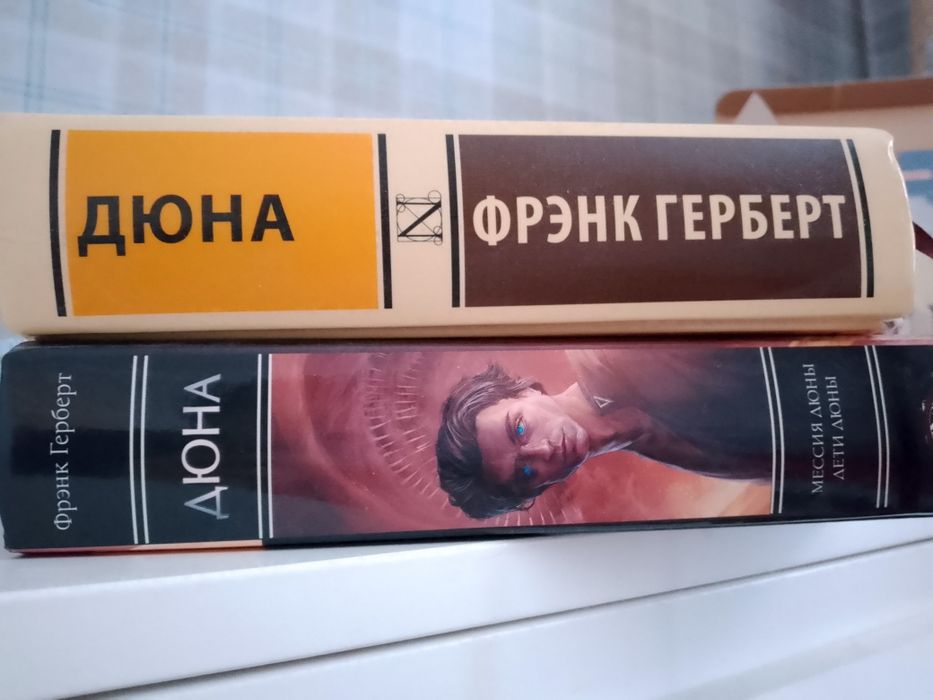 ДЮНА
N
ФРЭНК ГЕРБЕРТ
Фрэнк Герберт
ДЮНА
МЕССИЯ ДЮНЫ
ДЕТИ ДЮНЫ